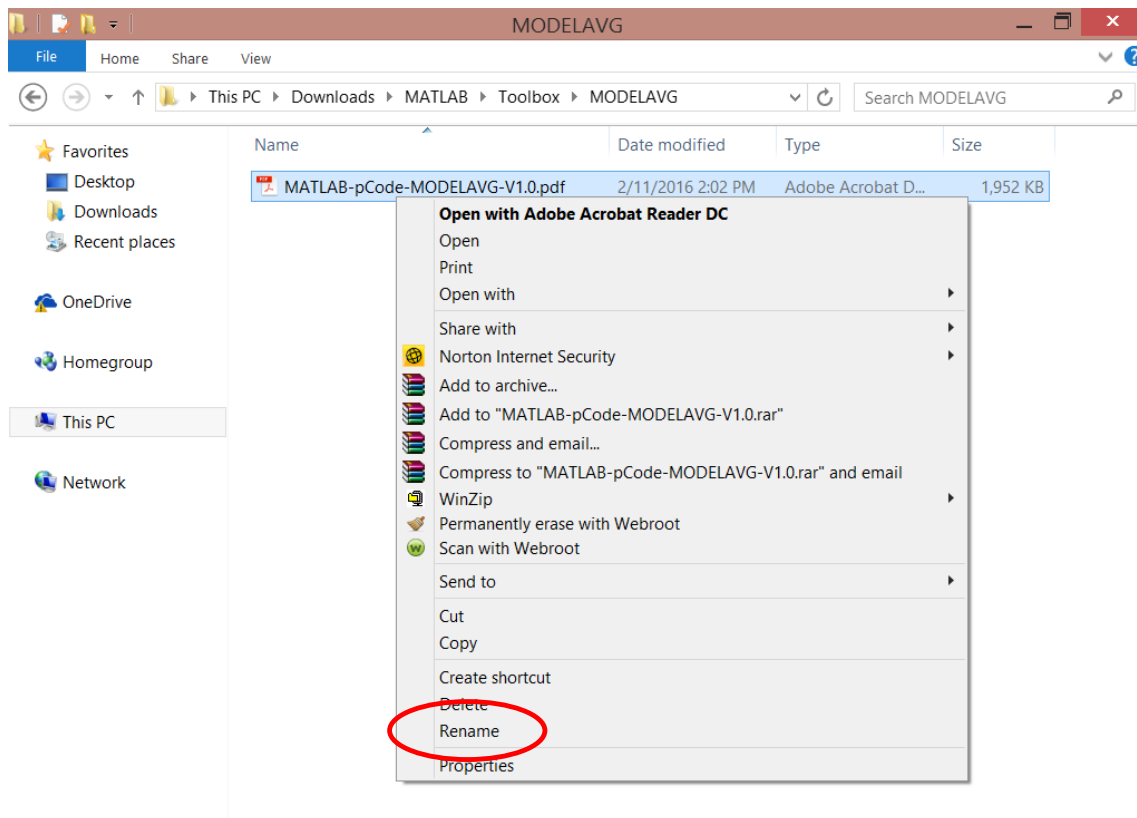 MODELAVG
File Home Share View
This PC Downloads MATLAB Toolbox MODELAVG Search MODELAVG
Name Date modified Type Size
Favorites
Desktop
Downloads
Recent places
OneDrive
Homegroup
This PC
Network
MATLAB-pCode-MODELAVG-V1.0.pdf 2/11/2016 2:02 PM Adobe Acrobat D... 1,952 KB
Open with Adobe Acrobat Reader DC
Open
Print
Open with
Share with
Norton Internet Security
Add to archive...
Add to "MATLAB-pCode-MODELAVG-V1.0.rar"
Compress and email...
Compress to "MATLAB-pCode-MODELAVG-V1.0.rar" and email
WinZip
Permanently erase with Webroot
Scan with Webroot
Send to
Cut
Copy
Create shortcut
Delete
Rename
Properties